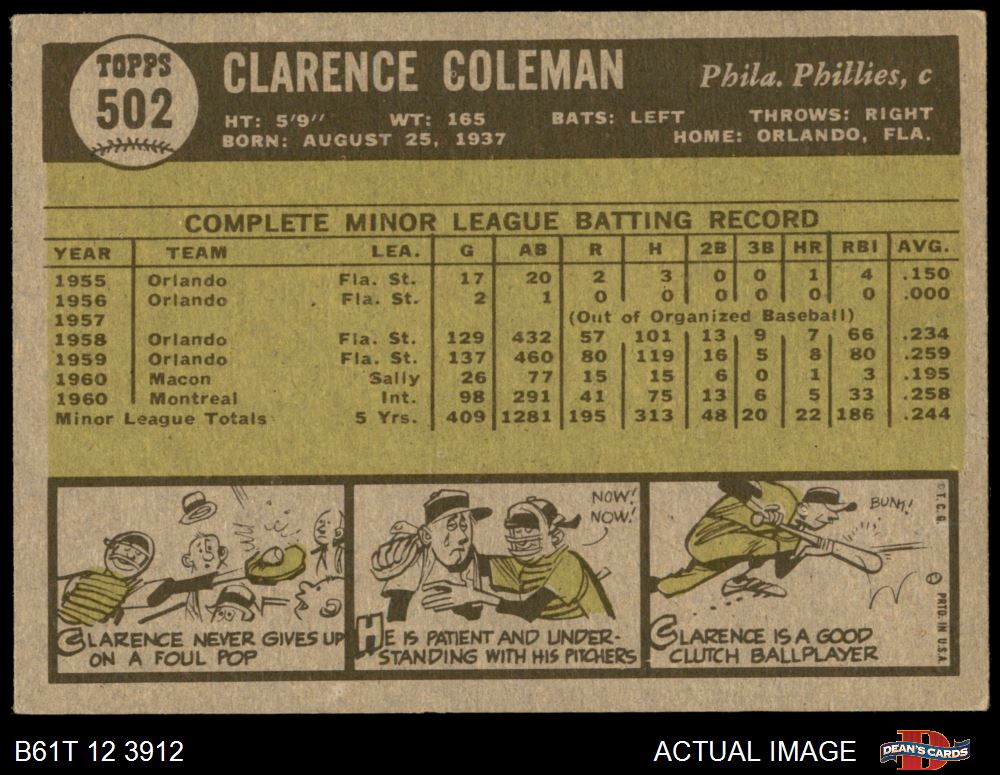 TOPPS
502
CLARENCE COLEMAN
Phila. Phillies, c
HT: 5'9" WT: 165 BATS: LEFT THROWS: RIGHT
BORN: AUGUST 25, 1937 HOME: ORLANDO, FLA.
COMPLETE MINOR LEAGUE BATTING RECORD
YEAR TEAM LEA. G AB R H 2B 3B HR RBI AVG.
1955 Orlando Fla. St. 17 20 2 3 0 0 1 4 .150
1956 Orlando Fla. St. 2 1 0 0 0 0 0 0 .000
1957 (Out of Organized Baseball)
1958 Orlando Fla. St. 129 432 57 101 13 9 7 66 .234
1959 Orlando Fla. St. 137 460 80 119 16 5 8 80 .259
1960 Macon Sally 26 77 15 15 6 0 1 3 .195
1960 Montreal Int. 98 291 41 75 13 6 5 33 .258
Minor League Totals 5 Yrs. 409 1281 195 313 48 20 22 186 .244
CLARENCE NEVER GIVES UP
ON A FOUL POP
NOW!
NOW!
HE IS PATIENT AND UNDER-
STANDING WITH HIS PITCHERS
BUNK!
CLARENCE IS A GOOD
CLUTCH BALLPLAYER
© T.C.G.
PRTD. IN U.S.A.
B61T 12 3912
ACTUAL IMAGE
DEAN'S CARDS